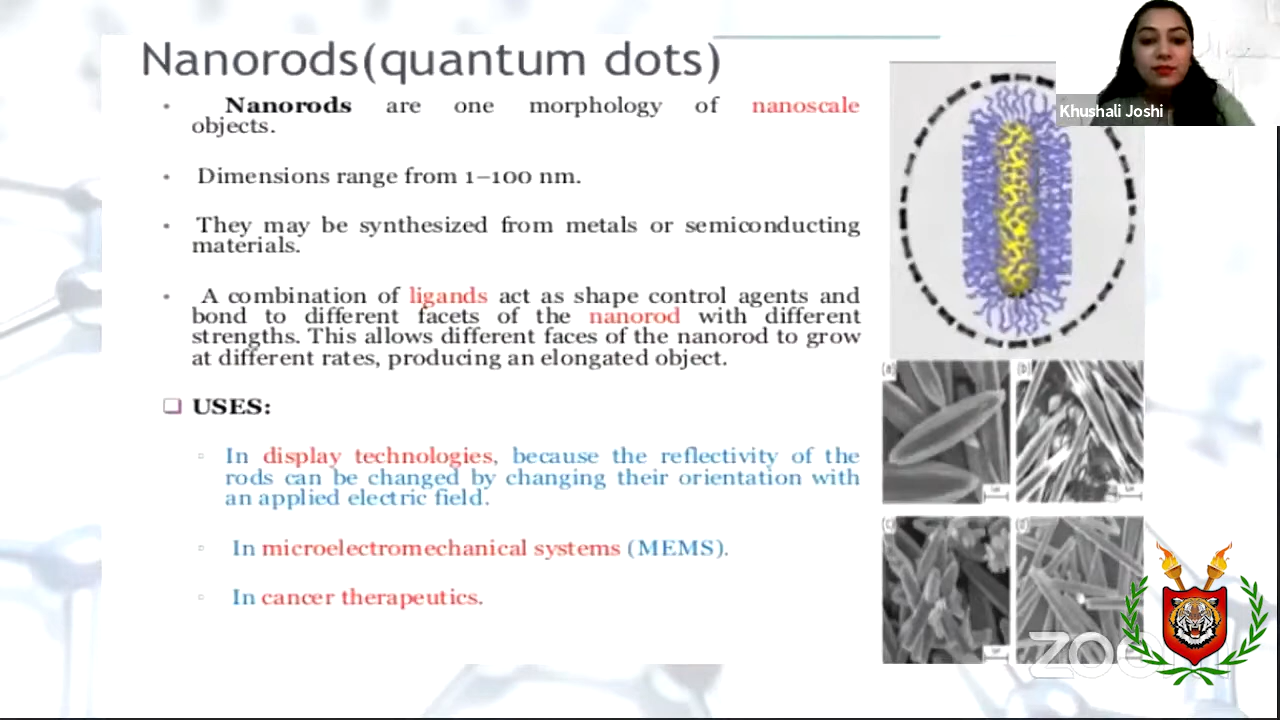 Nanorods(quantum dots)
Khushali Joshi
• Nanorods are one morphology of nanoscale
objects.
• Dimensions range from 1–100 nm.
• They may be synthesized from metals or semiconducting
materials.
• A combination of ligands act as shape control agents and
bond to different facets of the nanorod with different
strengths. This allows different faces of the nanorod to grow
at different rates, producing an elongated object.
❑ USES:
▫ In display technologies, because the reflectivity of the
rods can be changed by changing their orientation with
an applied electric field.
▫ In microelectromechanical systems (MEMS).
▫ In cancer therapeutics.
(a)
(b)
(c)
zoom